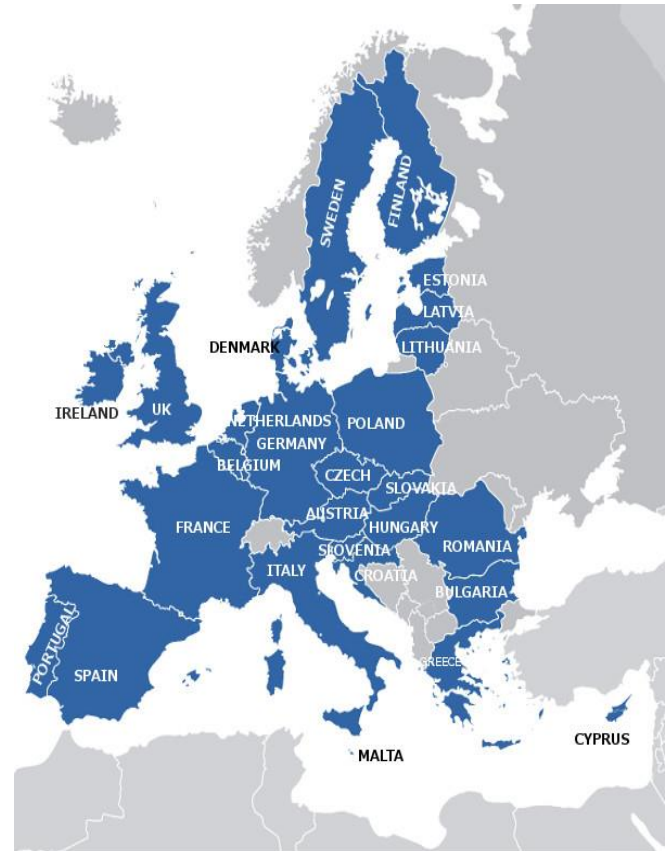 SWEDEN
FINLAND
ESTONIA
LATVIA
LITHUANIA
DENMARK
IRELAND
UK
NETHERLANDS
GERMANY
POLAND
BELGIUM
CZECH
SLOVAKIA
AUSTRIA
FRANCE
HUNGARY
ROMANIA
SLOVENIA
ITALY
CROATIA
BULGARIA
PORTUGAL
SPAIN
GREECE
CYPRUS
MALTA